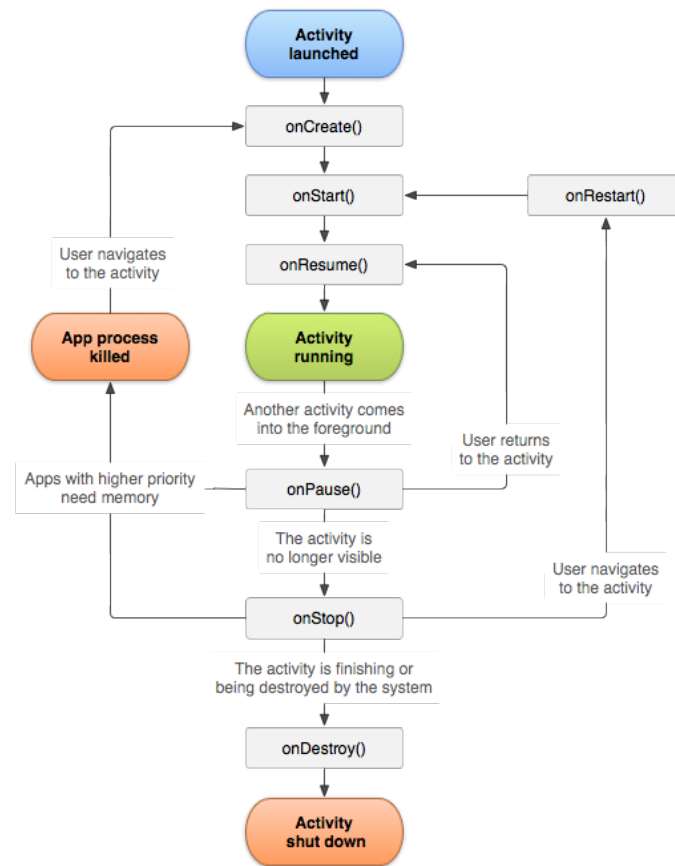 Activity
launched
onCreate()
onStart()
onRestart()
User navigates
to the activity
onResume()
App process
killed
Activity
running
Another activity comes
into the foreground
User returns
to the activity
Apps with higher priority
need memory
onPause()
The activity is
no longer visible
User navigates
to the activity
onStop()
The activity is finishing or
being destroyed by the system
onDestroy()
Activity
shut down